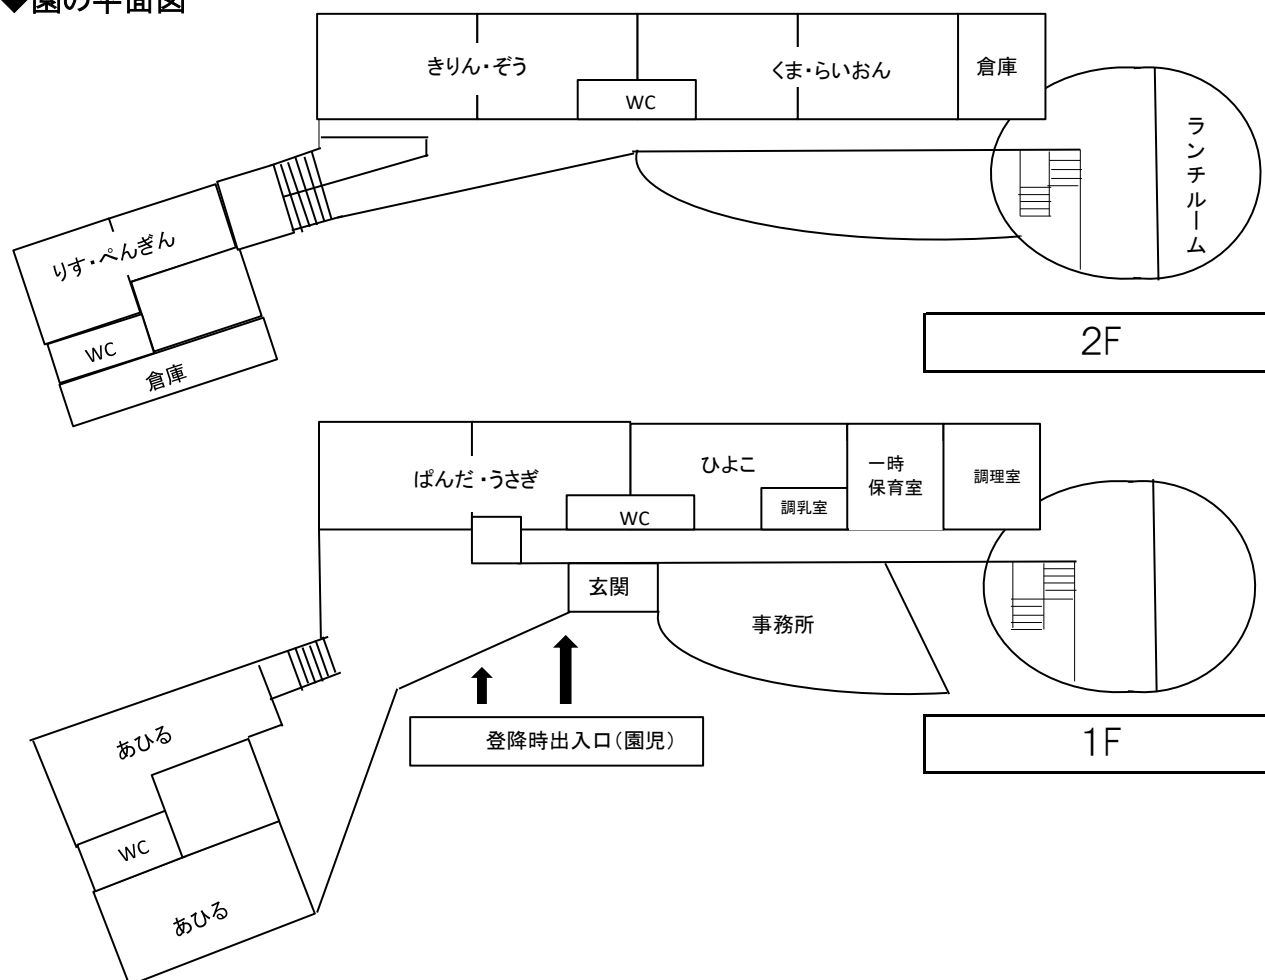 ◆園の平面図
きりん・ぞう
くま・らいおん
倉庫
WC
ランチルーム
りす・ぺんぎん
WC
倉庫
2F
ぱんだ・うさぎ
ひよこ
一時
保育室
調理室
調乳室
WC
玄関
事務所
登降時出入口(園児)
1F
あひる
WC
あひる